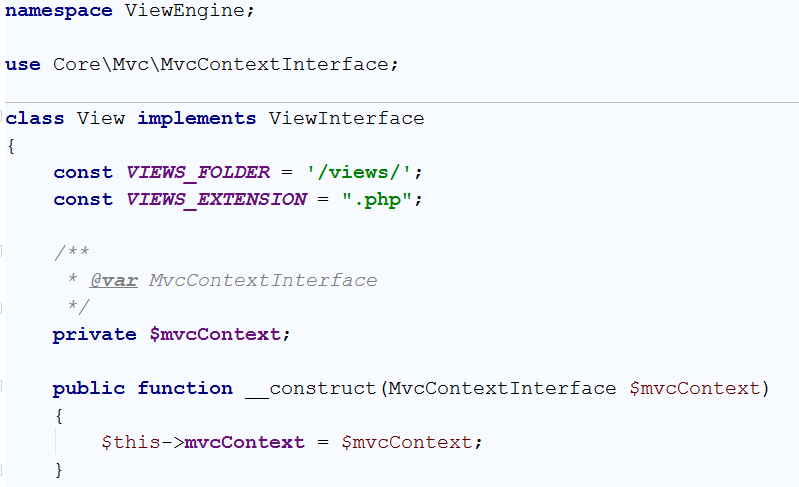 namespace ViewEngine;
use Core\Mvc\MvcContextInterface;
class View implements ViewInterface
{
    const VIEWS_FOLDER = '/views/';
    const VIEWS_EXTENSION = ".php";
    /**
     * @var MvcContextInterface
     */
    private $mvcContext;
    public function __construct(MvcContextInterface $mvcContext)
    {
        $this->mvcContext = $mvcContext;
    }